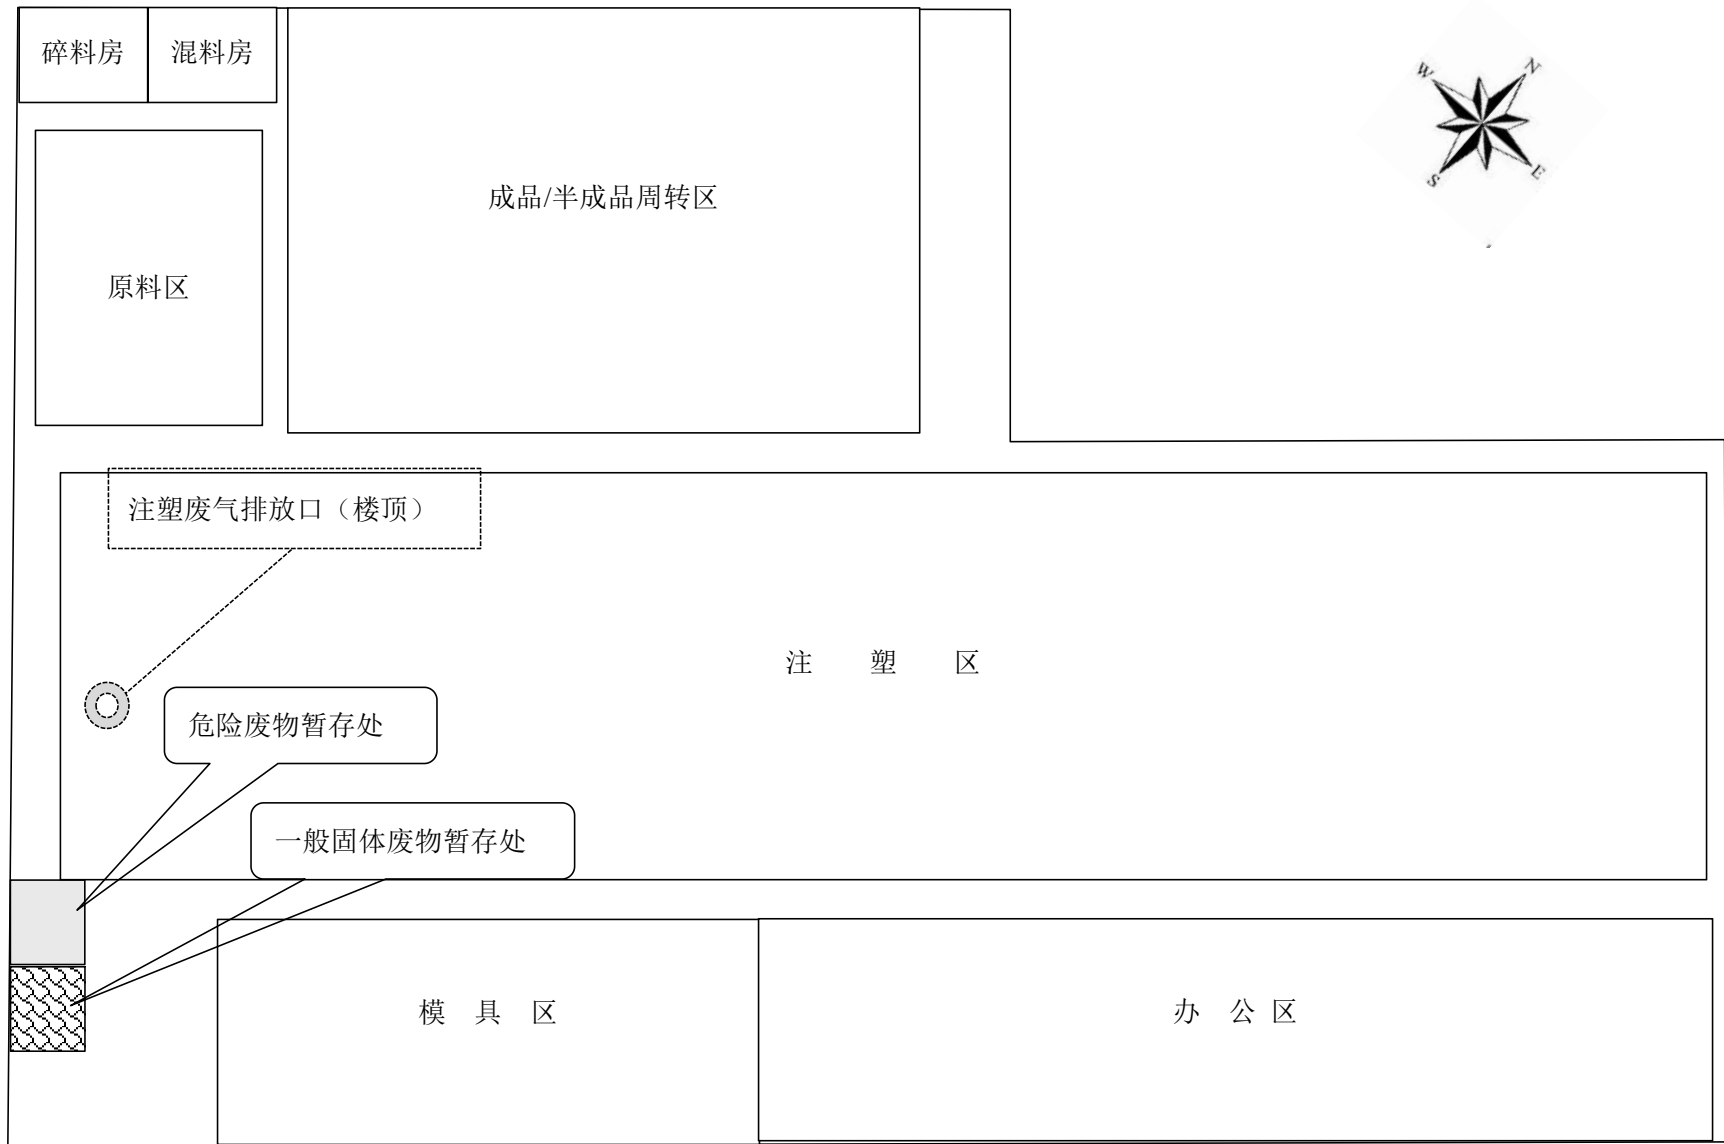 碎料房
混料房
W
N
S
E
成品/半成品周转区
原料区
注塑废气排放口（楼顶）
注 塑 区
危险废物暂存处
一般固体废物暂存处
模 具 区
办 公 区